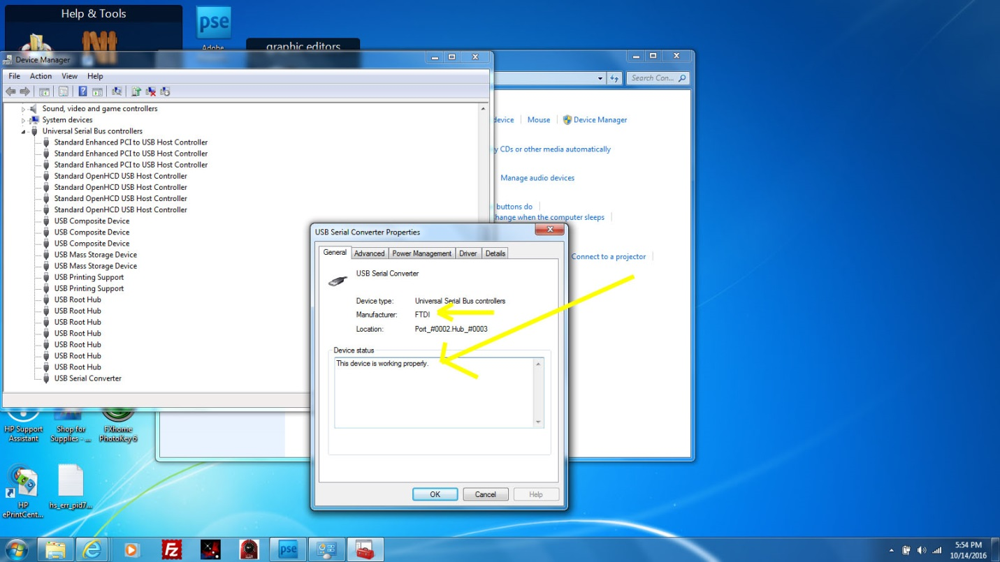 Help & Tools
pse
Adobe
graphic editors
Device Manager
File Action View Help
Search Con...
Sound, video and game controllers
System devices
Universal Serial Bus controllers
Standard Enhanced PCI to USB Host Controller
Standard Enhanced PCI to USB Host Controller
Standard Enhanced PCI to USB Host Controller
Standard OpenHCD USB Host Controller
Standard OpenHCD USB Host Controller
Standard OpenHCD USB Host Controller
Standard OpenHCD USB Host Controller
USB Composite Device
USB Composite Device
USB Composite Device
USB Mass Storage Device
USB Mass Storage Device
USB Printing Support
USB Printing Support
USB Root Hub
USB Root Hub
USB Root Hub
USB Root Hub
USB Root Hub
USB Root Hub
USB Root Hub
USB Serial Converter
device Mouse Device Manager
y CDs or other media automatically
Manage audio devices
buttons do
hange when the computer sleeps
Connect to a projector
USB Serial Converter Properties
General Advanced Power Management Driver Details
USB Serial Converter
Device type: Universal Serial Bus controllers
Manufacturer: FTDI
Location: Port_#0002.Hub_#0003
Device status
This device is working properly.
OK Cancel Help
HP Support
Assistant
Shop for
Supplies - ...
FXhome
PhotoKey 6
HP
ePrintCent...
hs_err_pid7...
Fz
pse
5:54 PM
10/14/2016